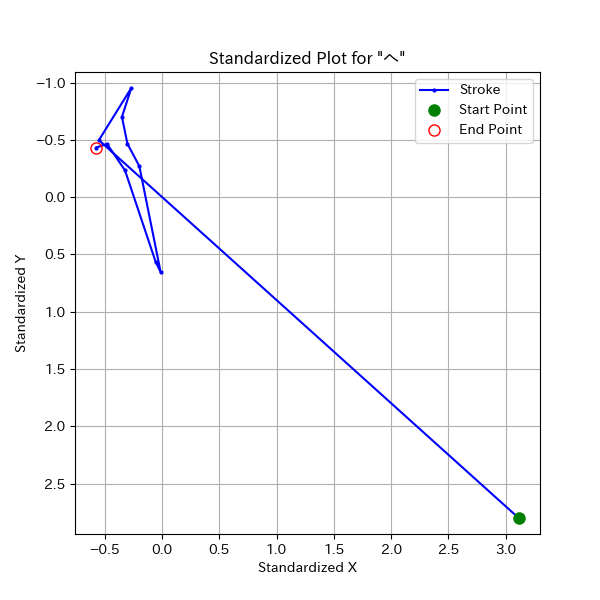 Standardized Plot for "へ"
Stroke
Start Point
End Point
−1.0
−0.5
0.0
0.5
1.0
1.5
2.0
2.5
Standardized Y
−0.5 0.0 0.5 1.0 1.5 2.0 2.5 3.0
Standardized X